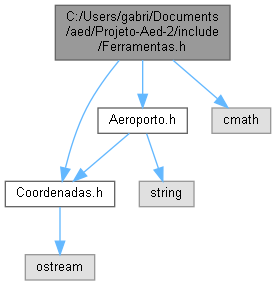 C:/Users/gabri/Documents
/aed/Projeto-Aed-2/include
/Ferramentas.h
Aeroporto.h
cmath
Coordenadas.h
string
ostream